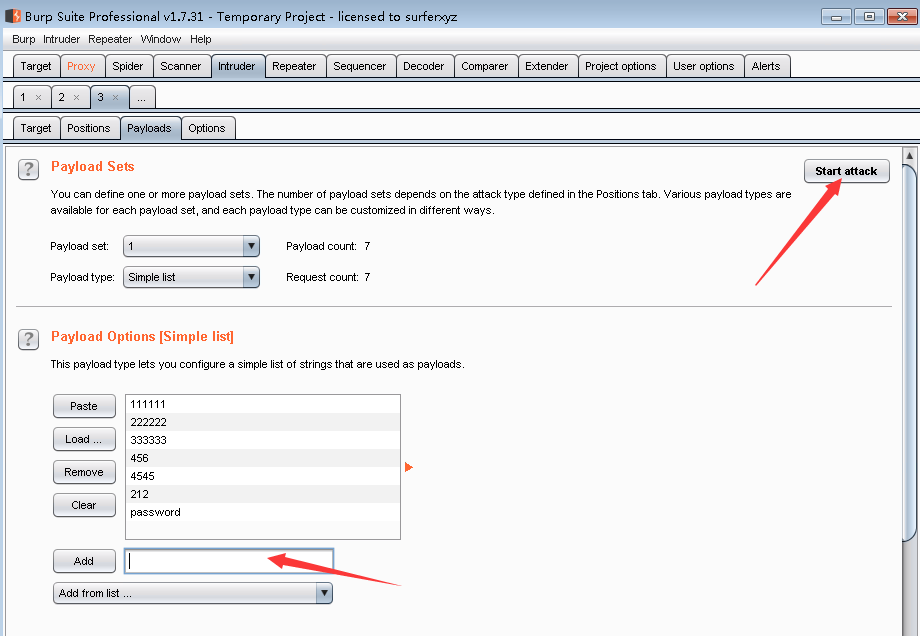 Burp Suite Professional v1.7.31 - Temporary Project - licensed to surferxyz
Burp Intruder Repeater Window Help
Target Proxy Spider Scanner Intruder Repeater Sequencer Decoder Comparer Extender Project options User options Alerts
1 × 2 × 3 × ...
Target Positions Payloads Options
? Payload Sets
Start attack
You can define one or more payload sets. The number of payload sets depends on the attack type defined in the Positions tab. Various payload types are
available for each payload set, and each payload type can be customized in different ways.
Payload set: 1 Payload count: 7
Payload type: Simple list Request count: 7
? Payload Options [Simple list]
This payload type lets you configure a simple list of strings that are used as payloads.
Paste
Load ...
Remove
Clear
111111
222222
333333
456
4545
212
password
Add
Add from list ...